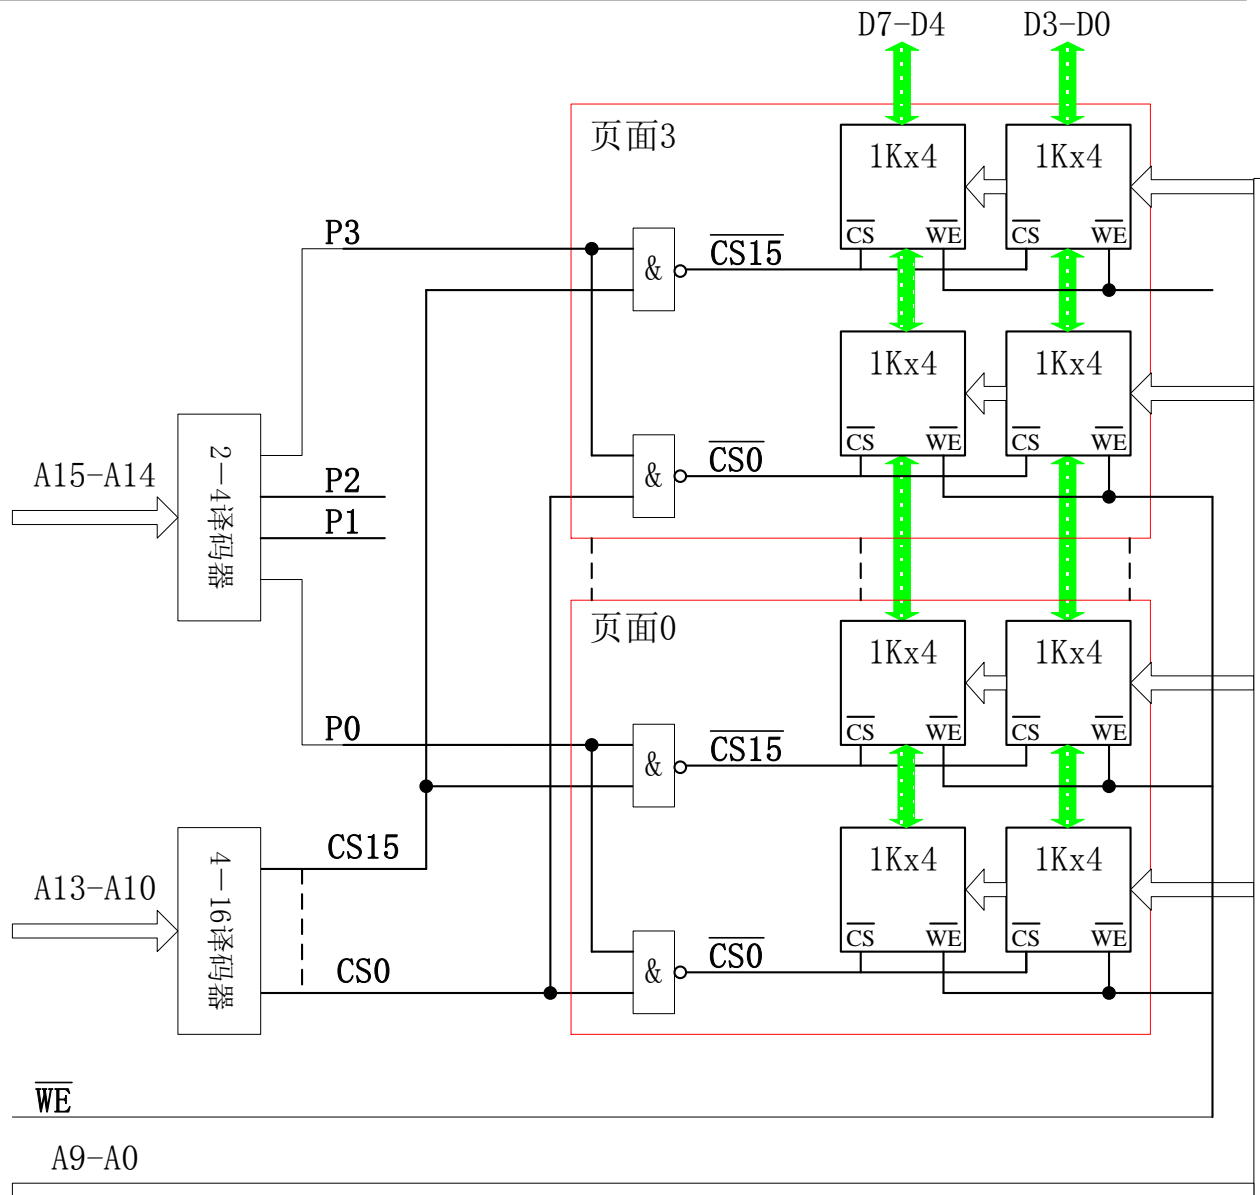 D7-D4 D3-D0
页面3
1Kx4 1Kx4
P3
CS15
&
CS WE CS WE
1Kx4 1Kx4
CS WE CS WE
A15-A14
2-4译码器
P2
P1
&
CS0
页面0
1Kx4 1Kx4
P0
CS15
&
CS WE CS WE
A13-A10
4-16译码器
CS15
CS0
1Kx4 1Kx4
CS WE CS WE
&
CS0
WE
A9-A0